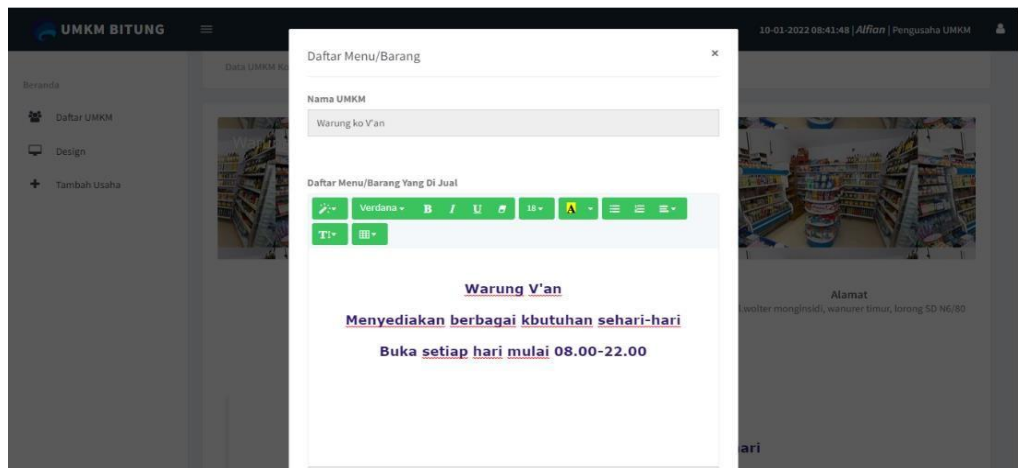 UMKM BITUNG
10-01-2022 08:41:48 | Alfian | Pengusaha UMKM
Beranda
Daftar UMKM
Design
Tambah Usaha
Data UMKM
Daftar Menu/Barang
×
Nama UMKM
Warung ko V'an
Daftar Menu/Barang Yang Di Jual
Verdana B I U 18 A
Warung V'an
Menyediakan berbagai kbutuhan sehari-hari
Buka setiap hari mulai 08.00-22.00
Alamat
wolter monginsidi, wanurer timur, lorong SD N6/80
ari